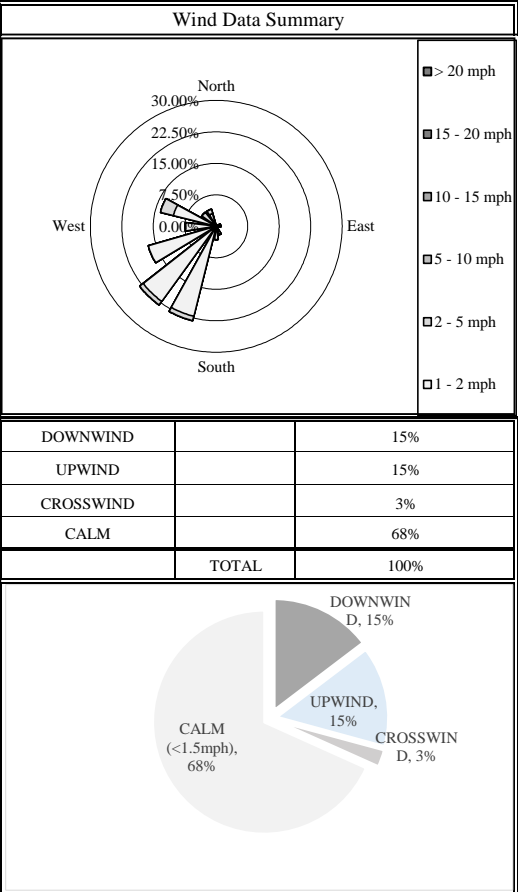 Wind Data Summary
North
30.00%
22.50%
15.00%
7.50%
0.00%
West
East
South
> 20 mph
15 - 20 mph
10 - 15 mph
5 - 10 mph
2 - 5 mph
1 - 2 mph
DOWNWIND 15%
UPWIND 15%
CROSSWIND 3%
CALM 68%
TOTAL 100%
DOWNWIN
D, 15%
UPWIND,
15%
CROSSWIN
D, 3%
CALM
(<1.5mph),
68%